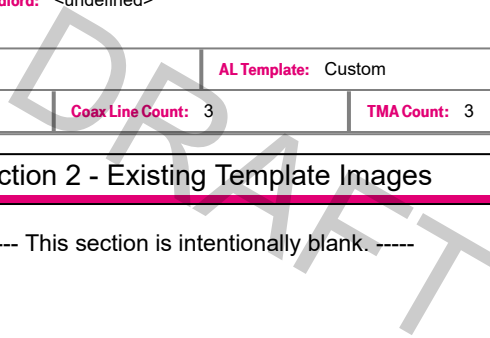 dlord: <undefined>
AL Template: Custom
Coax Line Count: 3 TMA Count: 3
ction 2 - Existing Template Images
-- This section is intentionally blank. -----
DRAFT